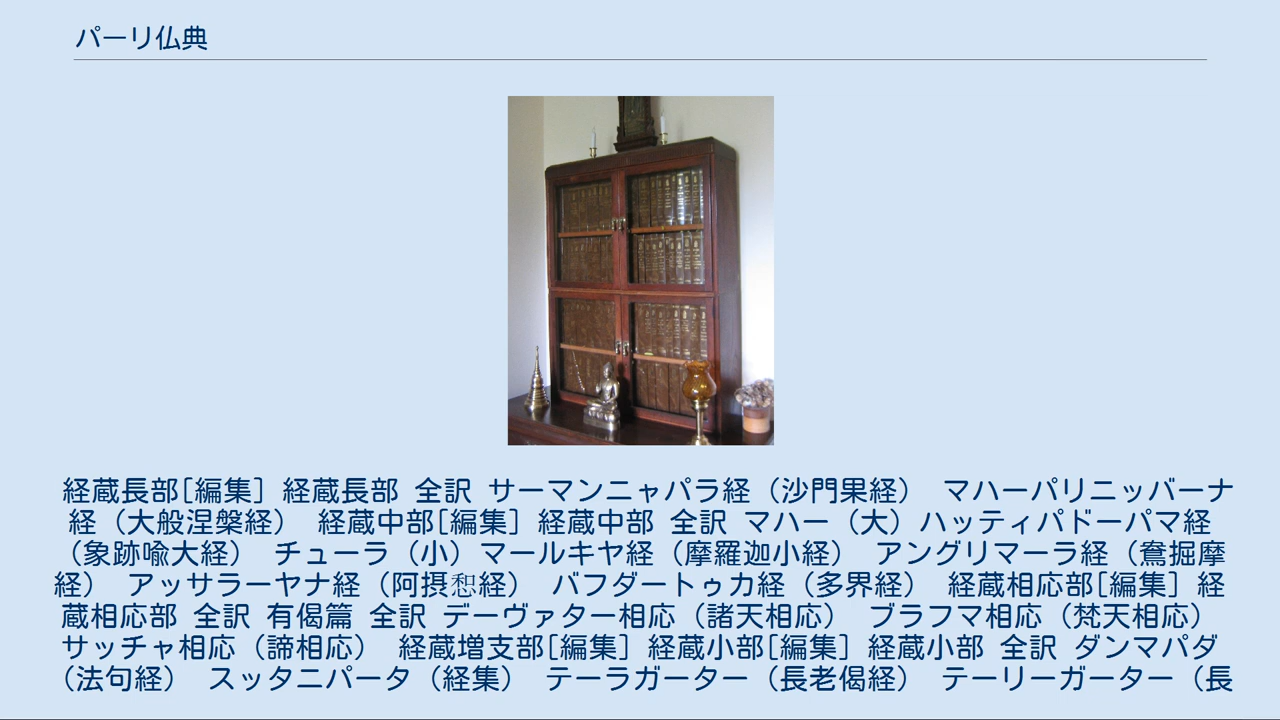 パーリ仏典
経蔵長部[編集] 経蔵長部 全訳 サーマンニャパラ経（沙門果経） マハーパリニッバーナ
経（大般涅槃経） 経蔵中部[編集] 経蔵中部 全訳 マハー（大）ハッティパドーパマ経
（象跡喩大経） チューラ（小）マールキヤ経（摩羅迦小経） アングリマーラ経（鴦掘摩
経） アッサラーヤナ経（阿摂惒経） バフダートゥカ経（多界経） 経蔵相応部[編集] 経
蔵相応部 全訳 有偈篇 全訳 デーヴァター相応（諸天相応） ブラフマ相応（梵天相応）
サッチャ相応（諦相応） 経蔵増支部[編集] 経蔵小部[編集] 経蔵小部 全訳 ダンマパダ
（法句経） スッタニパータ（経集） テーラガーター（長老偈経） テーリーガーター（長